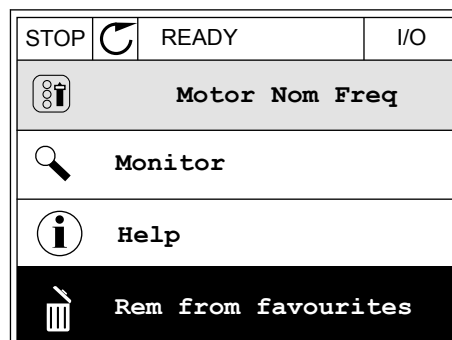 STOP READY I/O
Motor Nom Freq
Monitor
Help
Rem from favourites